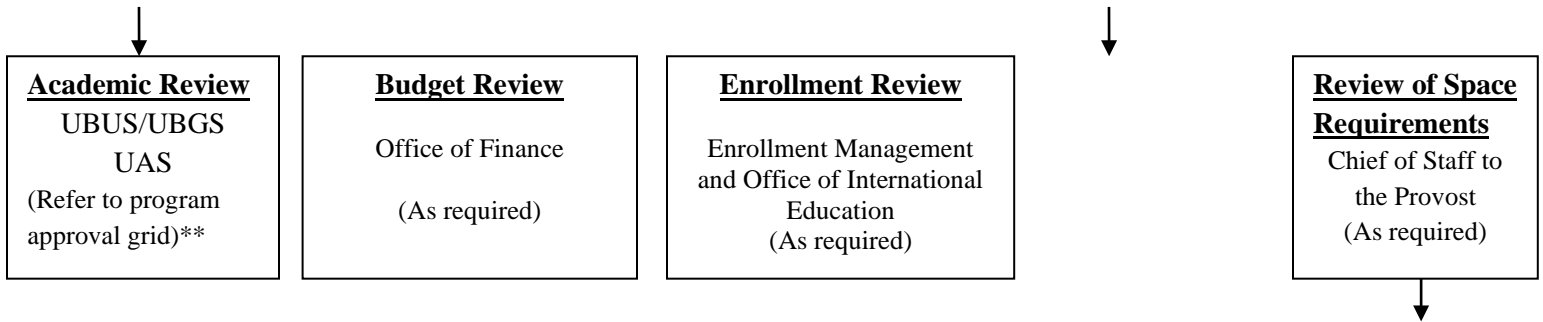 Academic Review
UBUS/UBGS
UAS
(Refer to program
approval grid)**
Budget Review
Office of Finance
(As required)
Enrollment Review
Enrollment Management
and Office of International
Education
(As required)
Review of Space
Requirements
Chief of Staff to
the Provost
(As required)